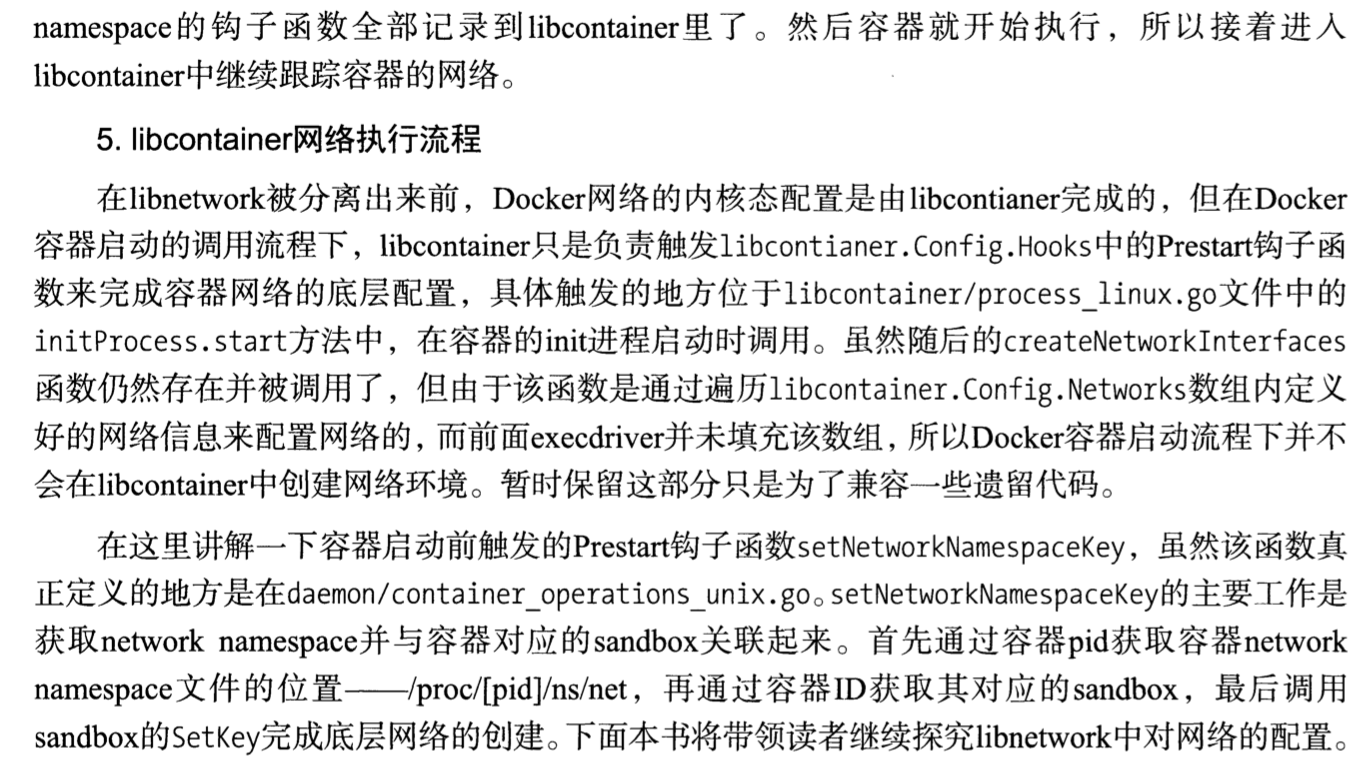 namespace的钩子函数全部记录到libcontainer里了。然后容器就开始执行，所以接着进入
libcontainer中继续跟踪容器的网络。
5. libcontainer网络执行流程
在libnetwork被分离出来前，Docker网络的内核态配置是由libcontianer完成的，但在Docker
容器启动的调用流程下，libcontainer只是负责触发libcontianer.Config.Hooks中的Prestart钩子函
数来完成容器网络的底层配置，具体触发的地方位于libcontainer/process_linux.go文件中的
initProcess.start方法中，在容器的init进程启动时调用。虽然随后的createNetworkInterfaces
函数仍然存在并被调用了，但由于该函数是通过遍历libcontainer.Config.Networks数组内定义
好的网络信息来配置网络的，而前面execdriver并未填充该数组，所以Docker容器启动流程下并不
会在libcontainer中创建网络环境。暂时保留这部分只是为了兼容一些遗留代码。
在这里讲解一下容器启动前触发的Prestart钩子函数setNetworkNamespaceKey，虽然该函数真
正定义的地方是在daemon/container_operations_unix.go。setNetworkNamespaceKey的主要工作是
获取network namespace并与容器对应的sandbox关联起来。首先通过容器pid获取容器network
namespace文件的位置——/proc/[pid]/ns/net，再通过容器ID获取其对应的sandbox，最后调用
sandbox的SetKey完成底层网络的创建。下面本书将带领读者继续探究libnetwork中对网络的配置。